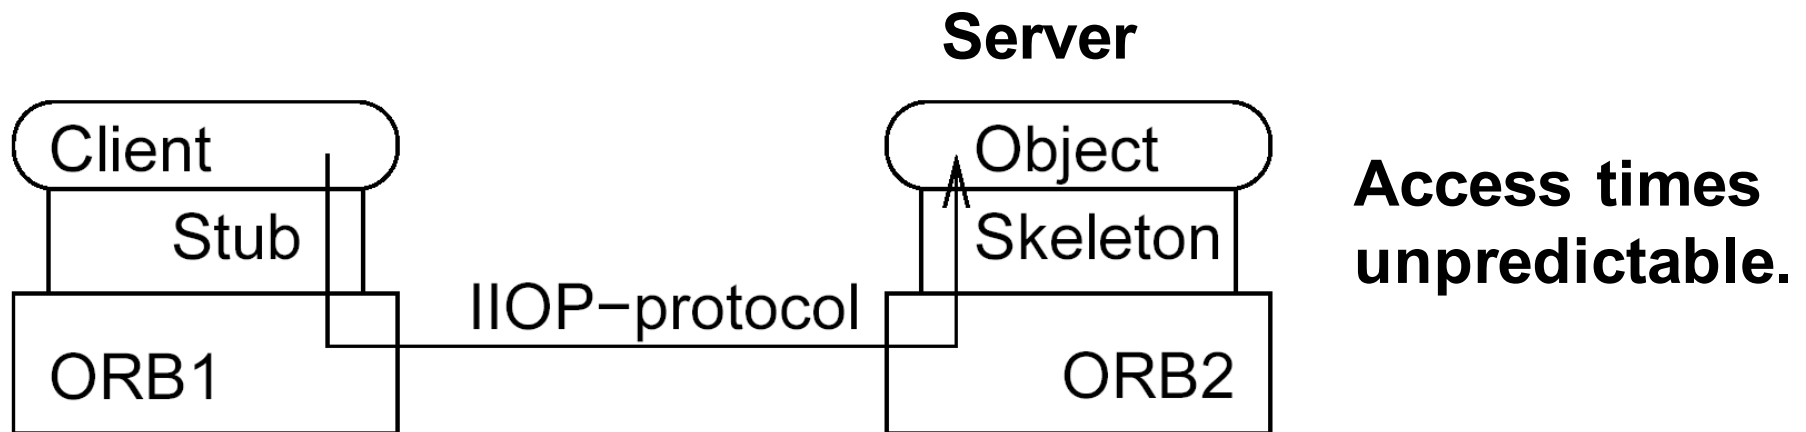 Server
Client
Object
Access times
Stub
Skeleton
unpredictable.
IIOP−protocol
ORB1
ORB2